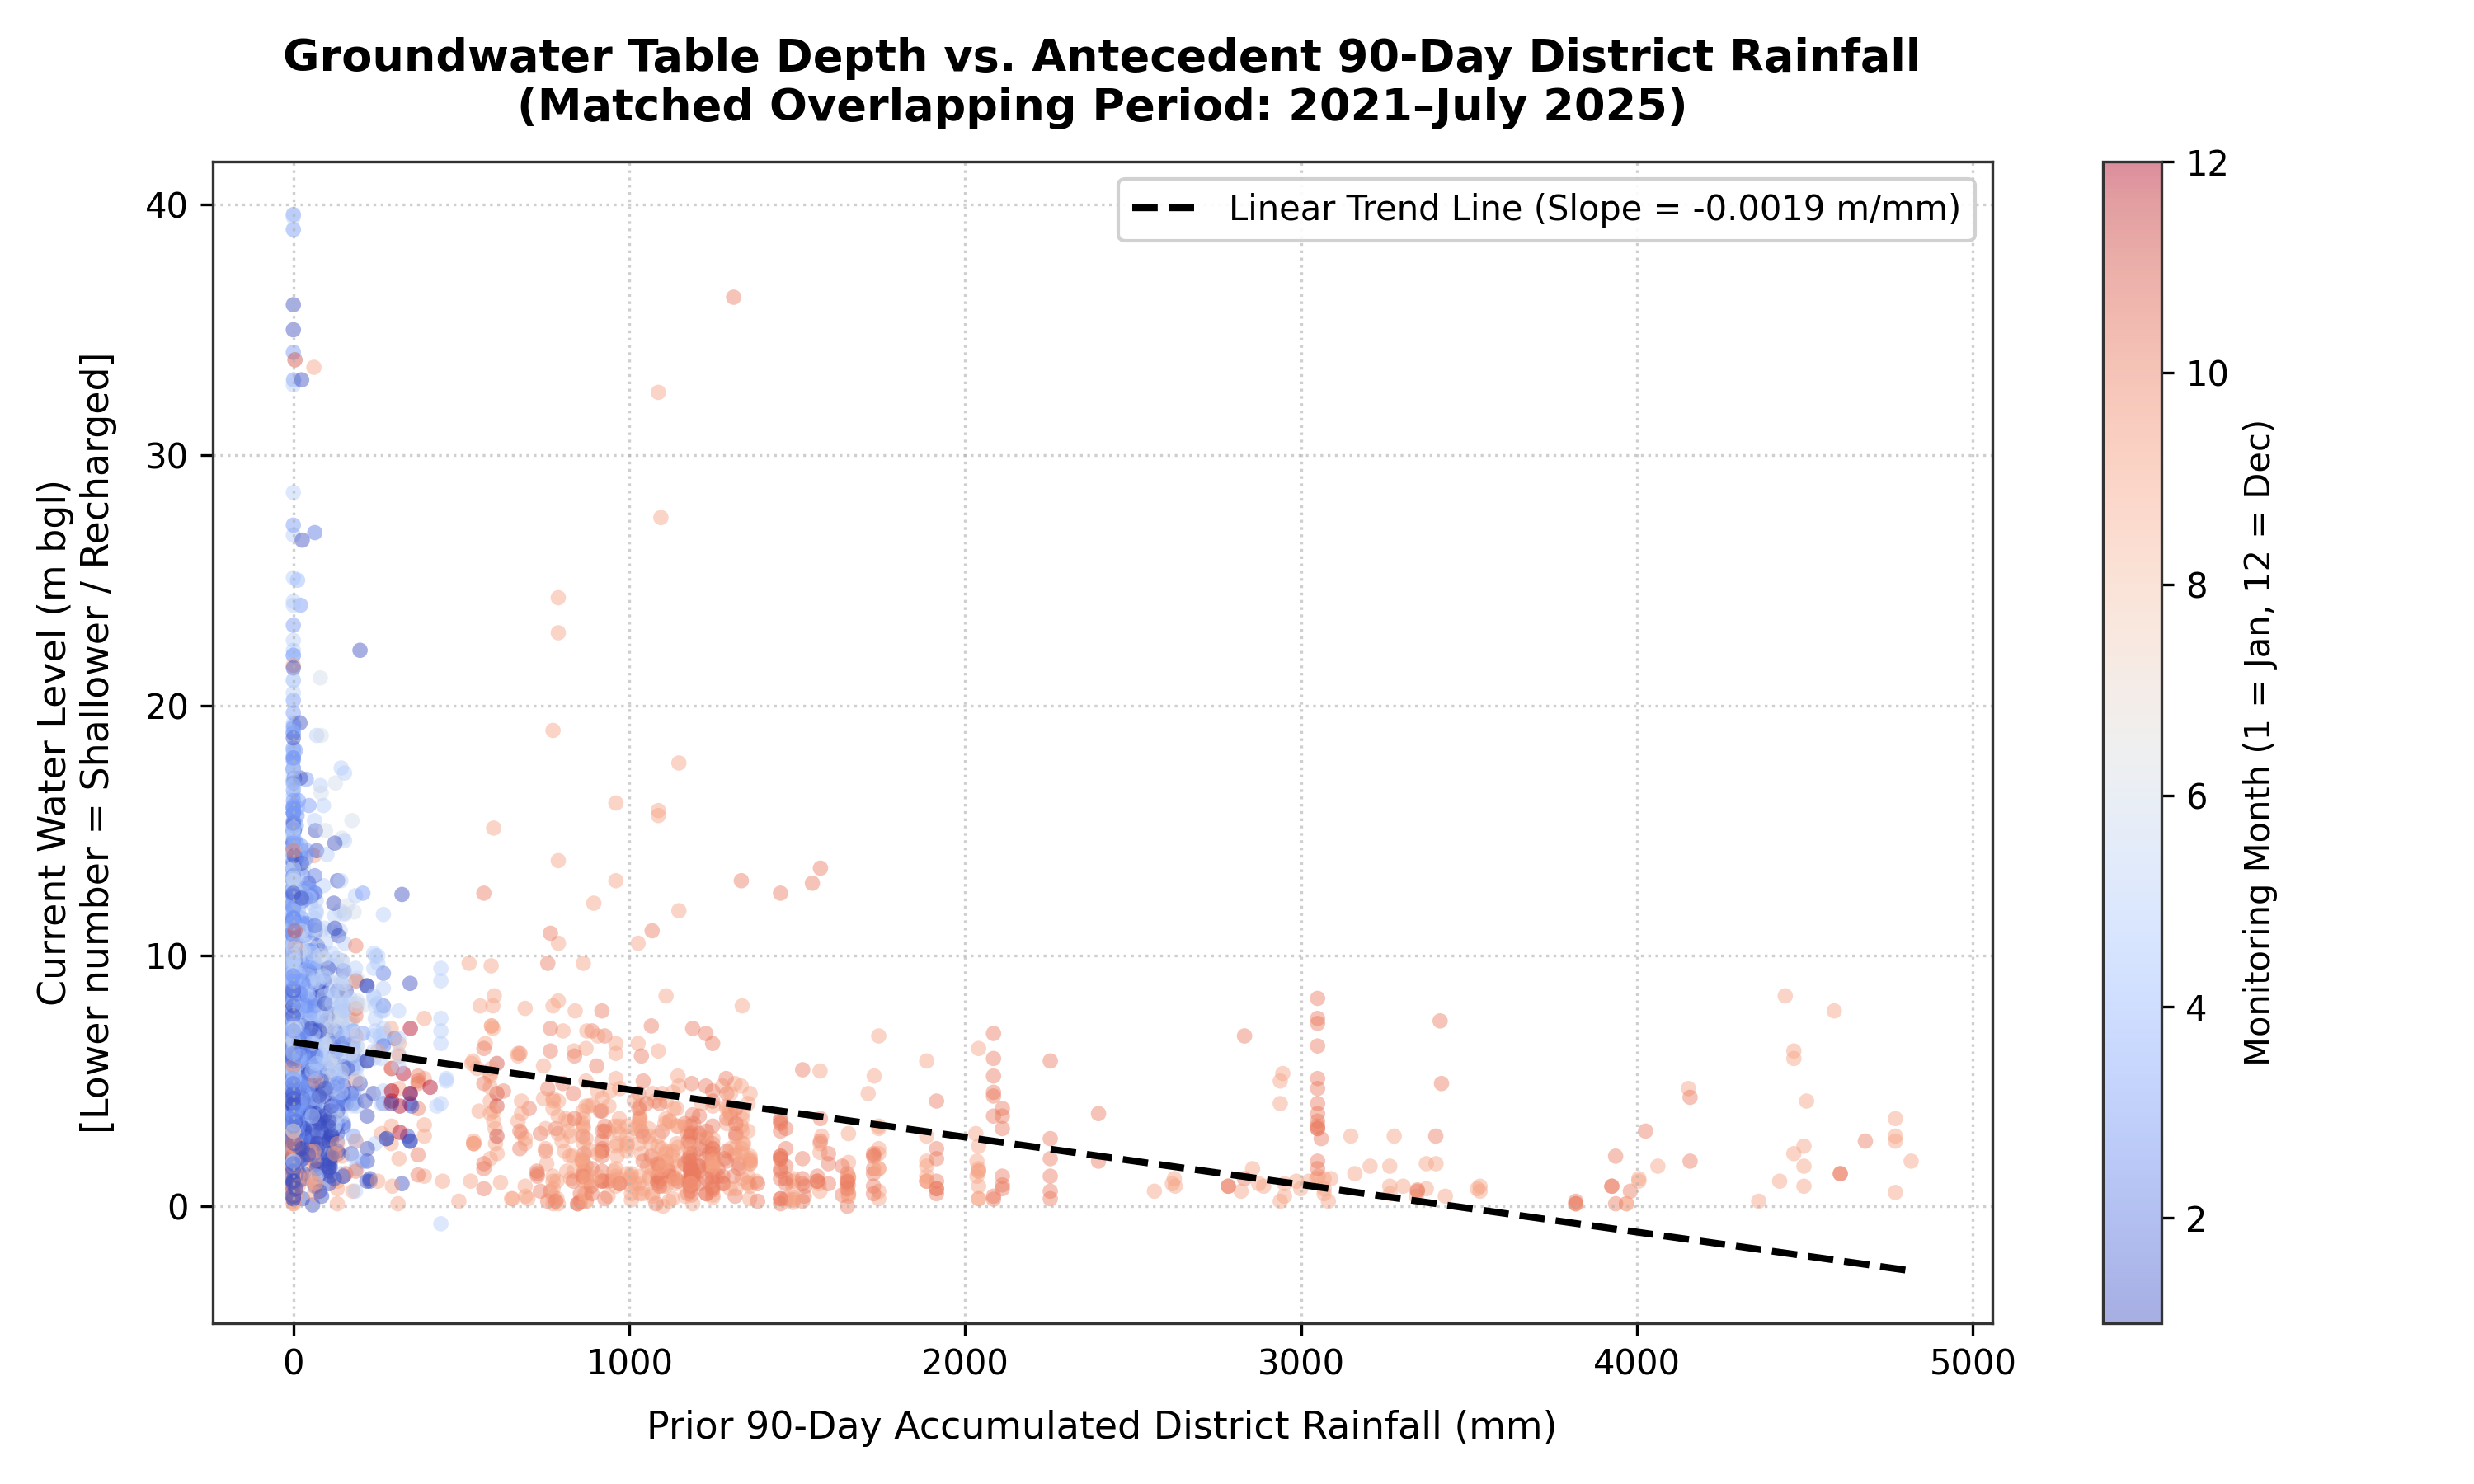 Groundwater Table Depth vs. Antecedent 90-Day District Rainfall
(Matched Overlapping Period: 2021–July 2025)
Linear Trend Line (Slope = -0.0019 m/mm)
Current Water Level (m bgl)
[Lower number = Shallower / Recharged]
40
30
20
10
0
0
1000
2000
3000
4000
5000
Prior 90-Day Accumulated District Rainfall (mm)
12
10
8
6
4
2
Monitoring Month (1 = Jan, 12 = Dec)